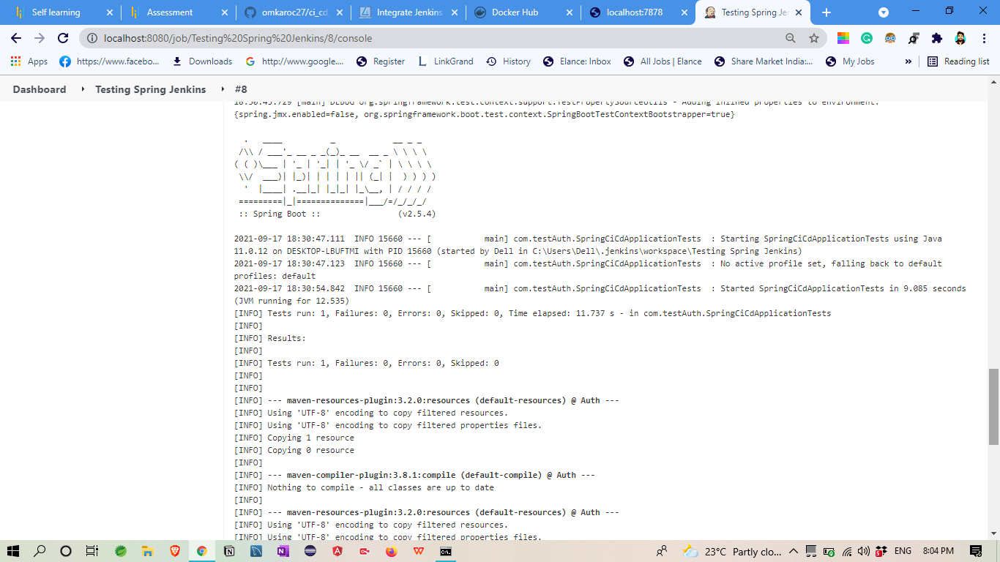 Self learning
Assessment
omkaroc27/ci_cd_
Integrate Jenkins
Docker Hub
localhost:7878
Testing Spring Je
localhost:8080/job/Testing%20Spring%20Jenkins/8/console
Apps
https://www.facebo...
Downloads
http://www.google....
Register
LinkGrand
History
Elance: Inbox
All Jobs | Elance
Share Market India:...
My Jobs
»
Reading list
Dashboard
Testing Spring Jenkins
#8
18:30:45.729 [main] DEBUG org.springframework.test.context.support.TestPropertySourceUtils - Adding inlined properties to environment:
{spring.jmx.enabled=false, org.springframework.boot.test.context.SpringBootTestContextBootstrapper=true}
  .   ____          _            __ _ _
 /\\ / ___'_ __ _ _(_)_ __  __ _ \ \ \ \
( ( )\___ | '_ | '_| | '_ \/ _` | \ \ \ \
 \\/  ___)| |_)| | | | | || (_| |  ) ) ) )
  '  |____| .__|_| |_|_| |_\__, | / / / /
 =========|_|==============|___/=/_/_/_/
 :: Spring Boot ::                (v2.5.4)
2021-09-17 18:30:47.111  INFO 15660 --- [           main] com.testAuth.SpringCiCdApplicationTests  : Starting SpringCiCdApplicationTests using Java
11.0.12 on DESKTOP-LBUFTMI with PID 15660 (started by Dell in C:\Users\Dell\.jenkins\workspace\Testing Spring Jenkins)
2021-09-17 18:30:47.123  INFO 15660 --- [           main] com.testAuth.SpringCiCdApplicationTests  : No active profile set, falling back to default
profiles: default
2021-09-17 18:30:54.842  INFO 15660 --- [           main] com.testAuth.SpringCiCdApplicationTests  : Started SpringCiCdApplicationTests in 9.085 seconds
(JVM running for 12.535)
[INFO] Tests run: 1, Failures: 0, Errors: 0, Skipped: 0, Time elapsed: 11.737 s - in com.testAuth.SpringCiCdApplicationTests
[INFO]
[INFO] Results:
[INFO]
[INFO] Tests run: 1, Failures: 0, Errors: 0, Skipped: 0
[INFO]
[INFO]
[INFO] --- maven-resources-plugin:3.2.0:resources (default-resources) @ Auth ---
[INFO] Using 'UTF-8' encoding to copy filtered resources.
[INFO] Using 'UTF-8' encoding to copy filtered properties files.
[INFO] Copying 1 resource
[INFO] Copying 0 resource
[INFO]
[INFO] --- maven-compiler-plugin:3.8.1:compile (default-compile) @ Auth ---
[INFO] Nothing to compile - all classes are up to date
[INFO]
[INFO] --- maven-resources-plugin:3.2.0:resources (default-resources) @ Auth ---
[INFO] Using 'UTF-8' encoding to copy filtered resources.
[INFO] Using 'UTF-8' encoding to copy filtered properties files.
23°C Partly clo...
ENG
8:04 PM